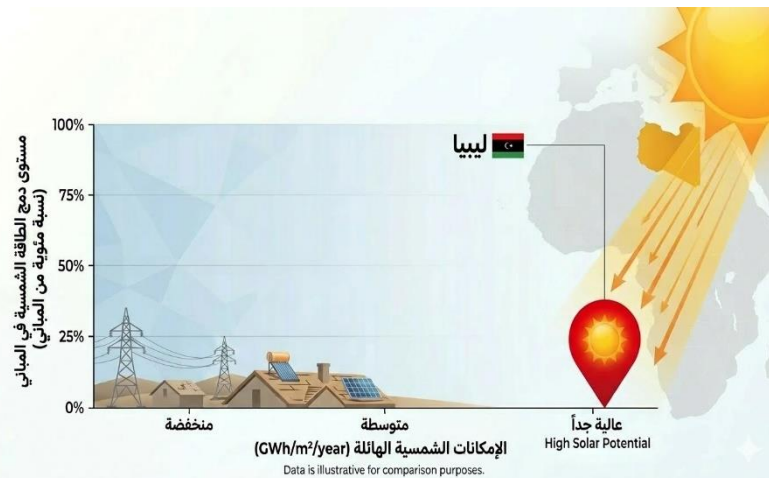 ليبيا
100%
75%
50%
25%
0%
مستوى دمج الطاقة الشمسية في المباني
(نسبة مئوية من المباني)
منخفضة
متوسطة
عالية جداً
High Solar Potential
الإمكانات الشمسية الهائلة (GWh/m²/year)
Data is illustrative for comparison purposes.